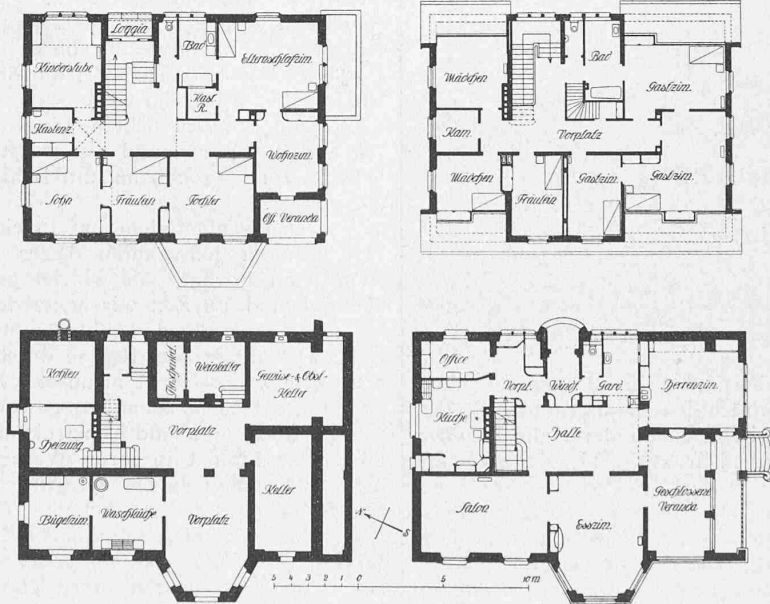 Loggia
Bad
Kinderstube
Elternschlafzim.
Kast.
R.
Kastenz.
Wohnzim.
Sohn
Fräulein
Tochter
Off. Veranda
Bad
Mädchen
Gastzim.
Kam.
Vorplatz
Mädchen
Fräulein
Gastzim.
Gastzim.
Kohlen
Weinkeller
Gemüse- & Obst-
Keller
Heizung
Vorplatz
Bügelzim.
Waschküche
Vorplatz
Keller
Office
Vorpl.
Windf.
Gard.
Herrenzim.
Küche
Halle
Salon
Esszim.
Geschlossene
Veranda
N
S
5 4 3 2 1 0 5 10 m